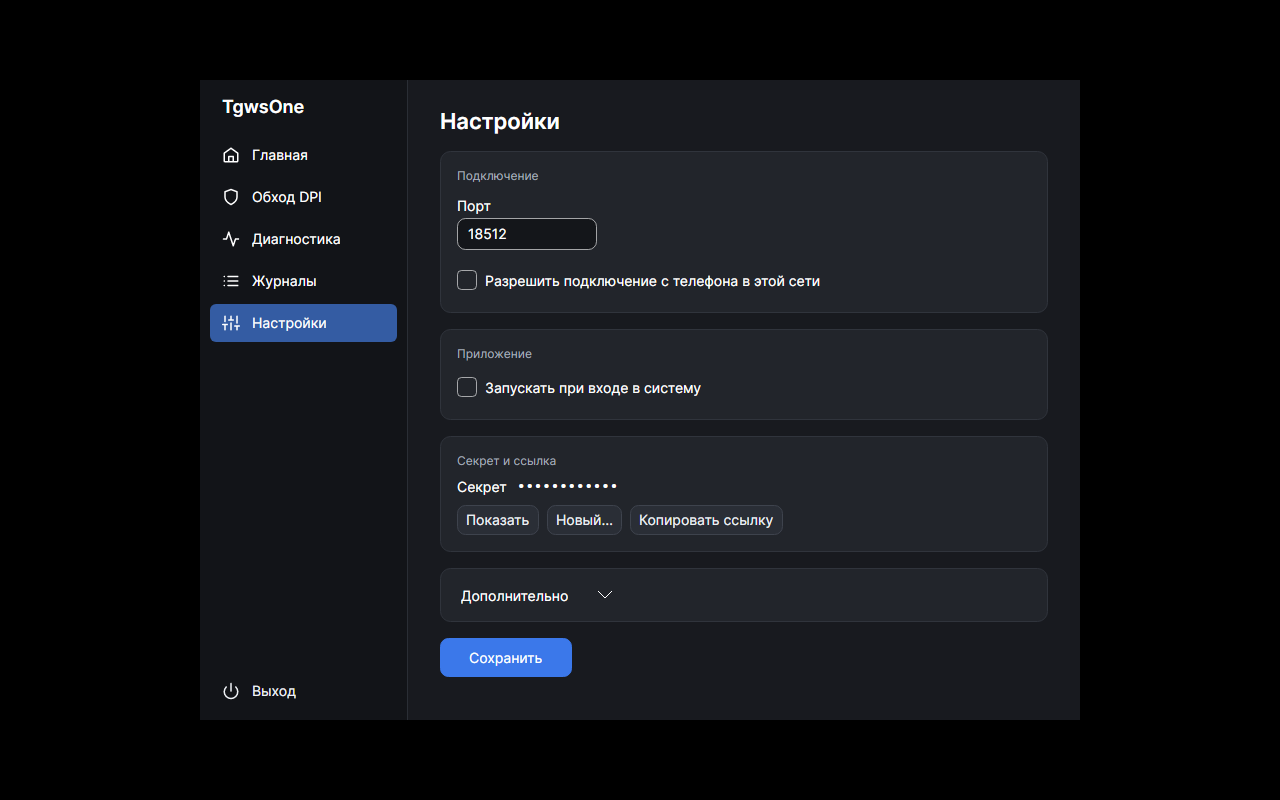 TgwsOne
Главная
Обход DPI
Диагностика
Журналы
Настройки
Выход
Настройки
Подключение
Порт
18512
Разрешить подключение с телефона в этой сети
Приложение
Запускать при входе в систему
Секрет и ссылка
Секрет ••••••••••••
Показать Новый... Копировать ссылку
Дополнительно
Сохранить